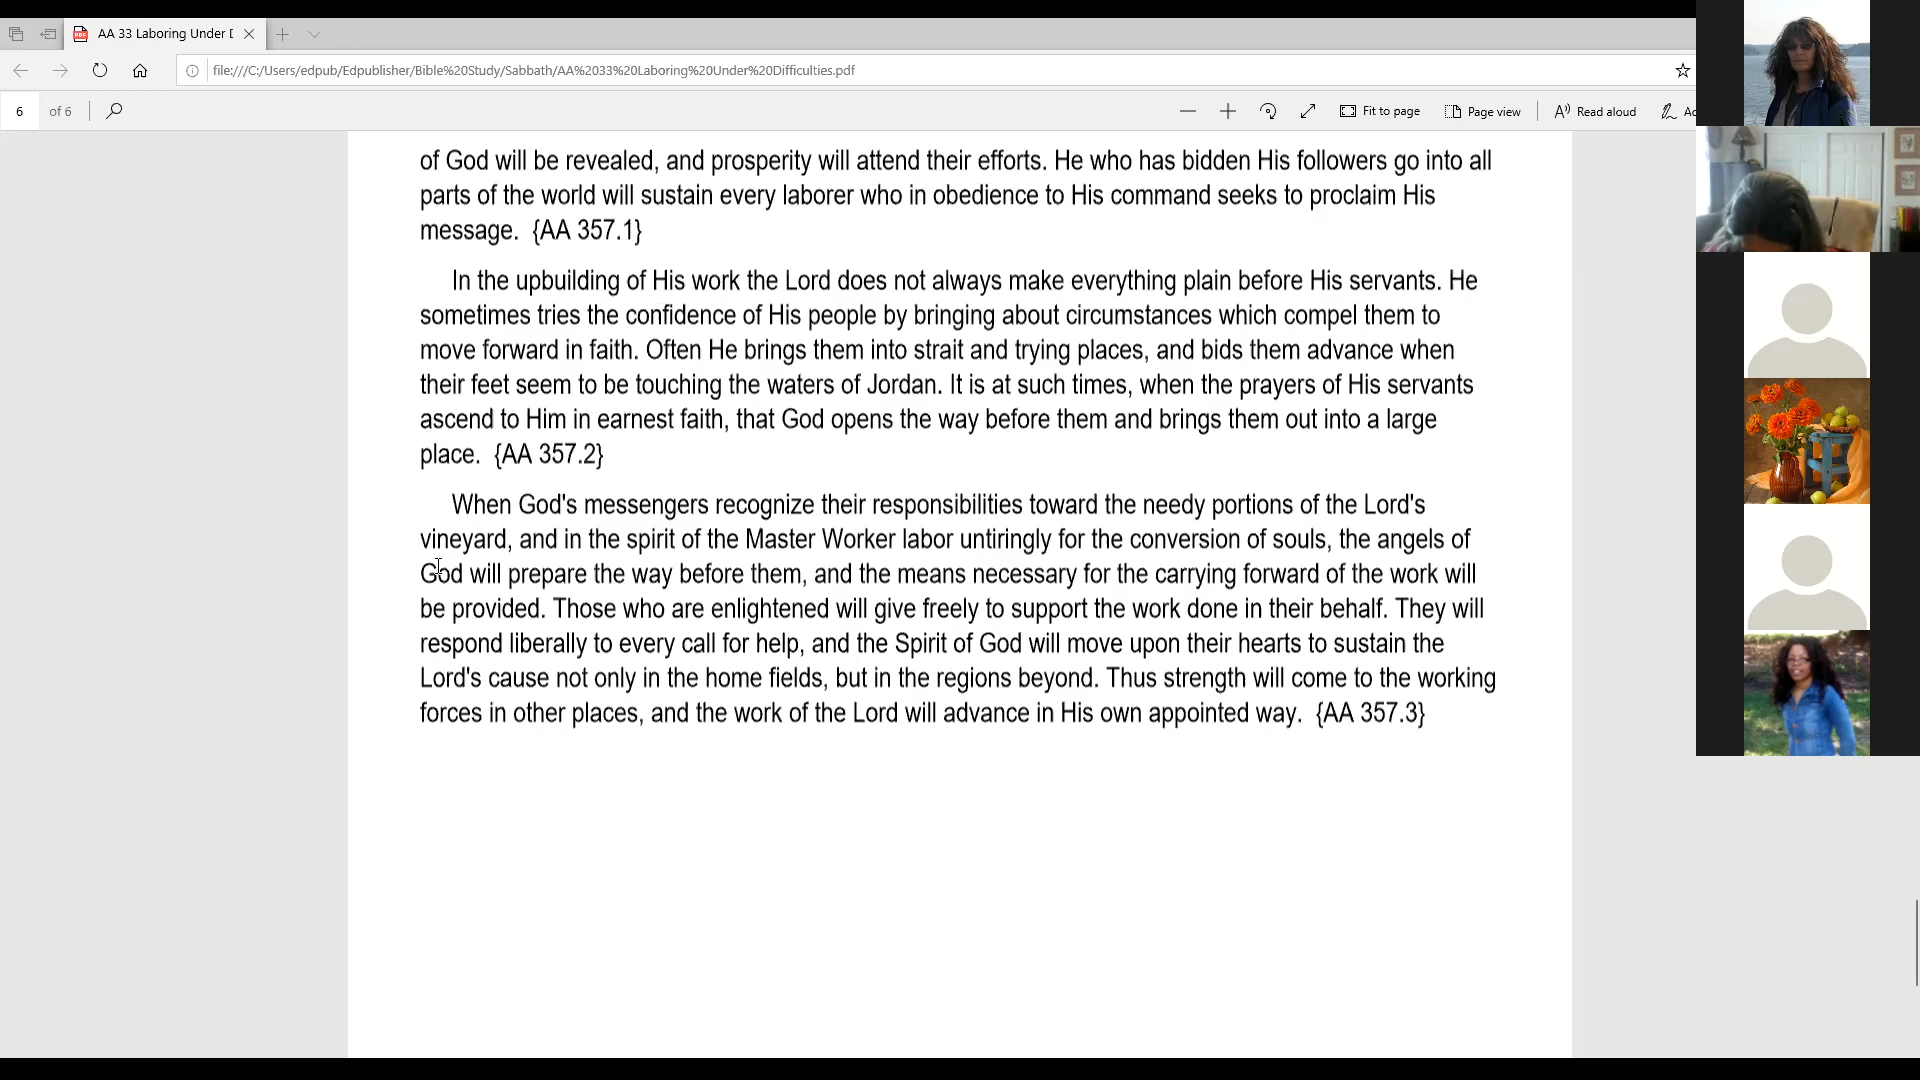 AA 33 Laboring Under
file:///C:/Users/edpub/Edpublisher/Bible%20Study/Sabbath/AA%2033%20Laboring%20Under%20Difficulties.pdf
6 of 6 Fit to page Page view Read aloud
of God will be revealed, and prosperity will attend their efforts. He who has bidden His followers go into all
parts of the world will sustain every laborer who in obedience to His command seeks to proclaim His
message. {AA 357.1}
In the upbuilding of His work the Lord does not always make everything plain before His servants. He
sometimes tries the confidence of His people by bringing about circumstances which compel them to
move forward in faith. Often He brings them into strait and trying places, and bids them advance when
their feet seem to be touching the waters of Jordan. It is at such times, when the prayers of His servants
ascend to Him in earnest faith, that God opens the way before them and brings them out into a large
place. {AA 357.2}
When God's messengers recognize their responsibilities toward the needy portions of the Lord's
vineyard, and in the spirit of the Master Worker labor untiringly for the conversion of souls, the angels of
God will prepare the way before them, and the means necessary for the carrying forward of the work will
be provided. Those who are enlightened will give freely to support the work done in their behalf. They will
respond liberally to every call for help, and the Spirit of God will move upon their hearts to sustain the
Lord's cause not only in the home fields, but in the regions beyond. Thus strength will come to the working
forces in other places, and the work of the Lord will advance in His own appointed way. {AA 357.3}